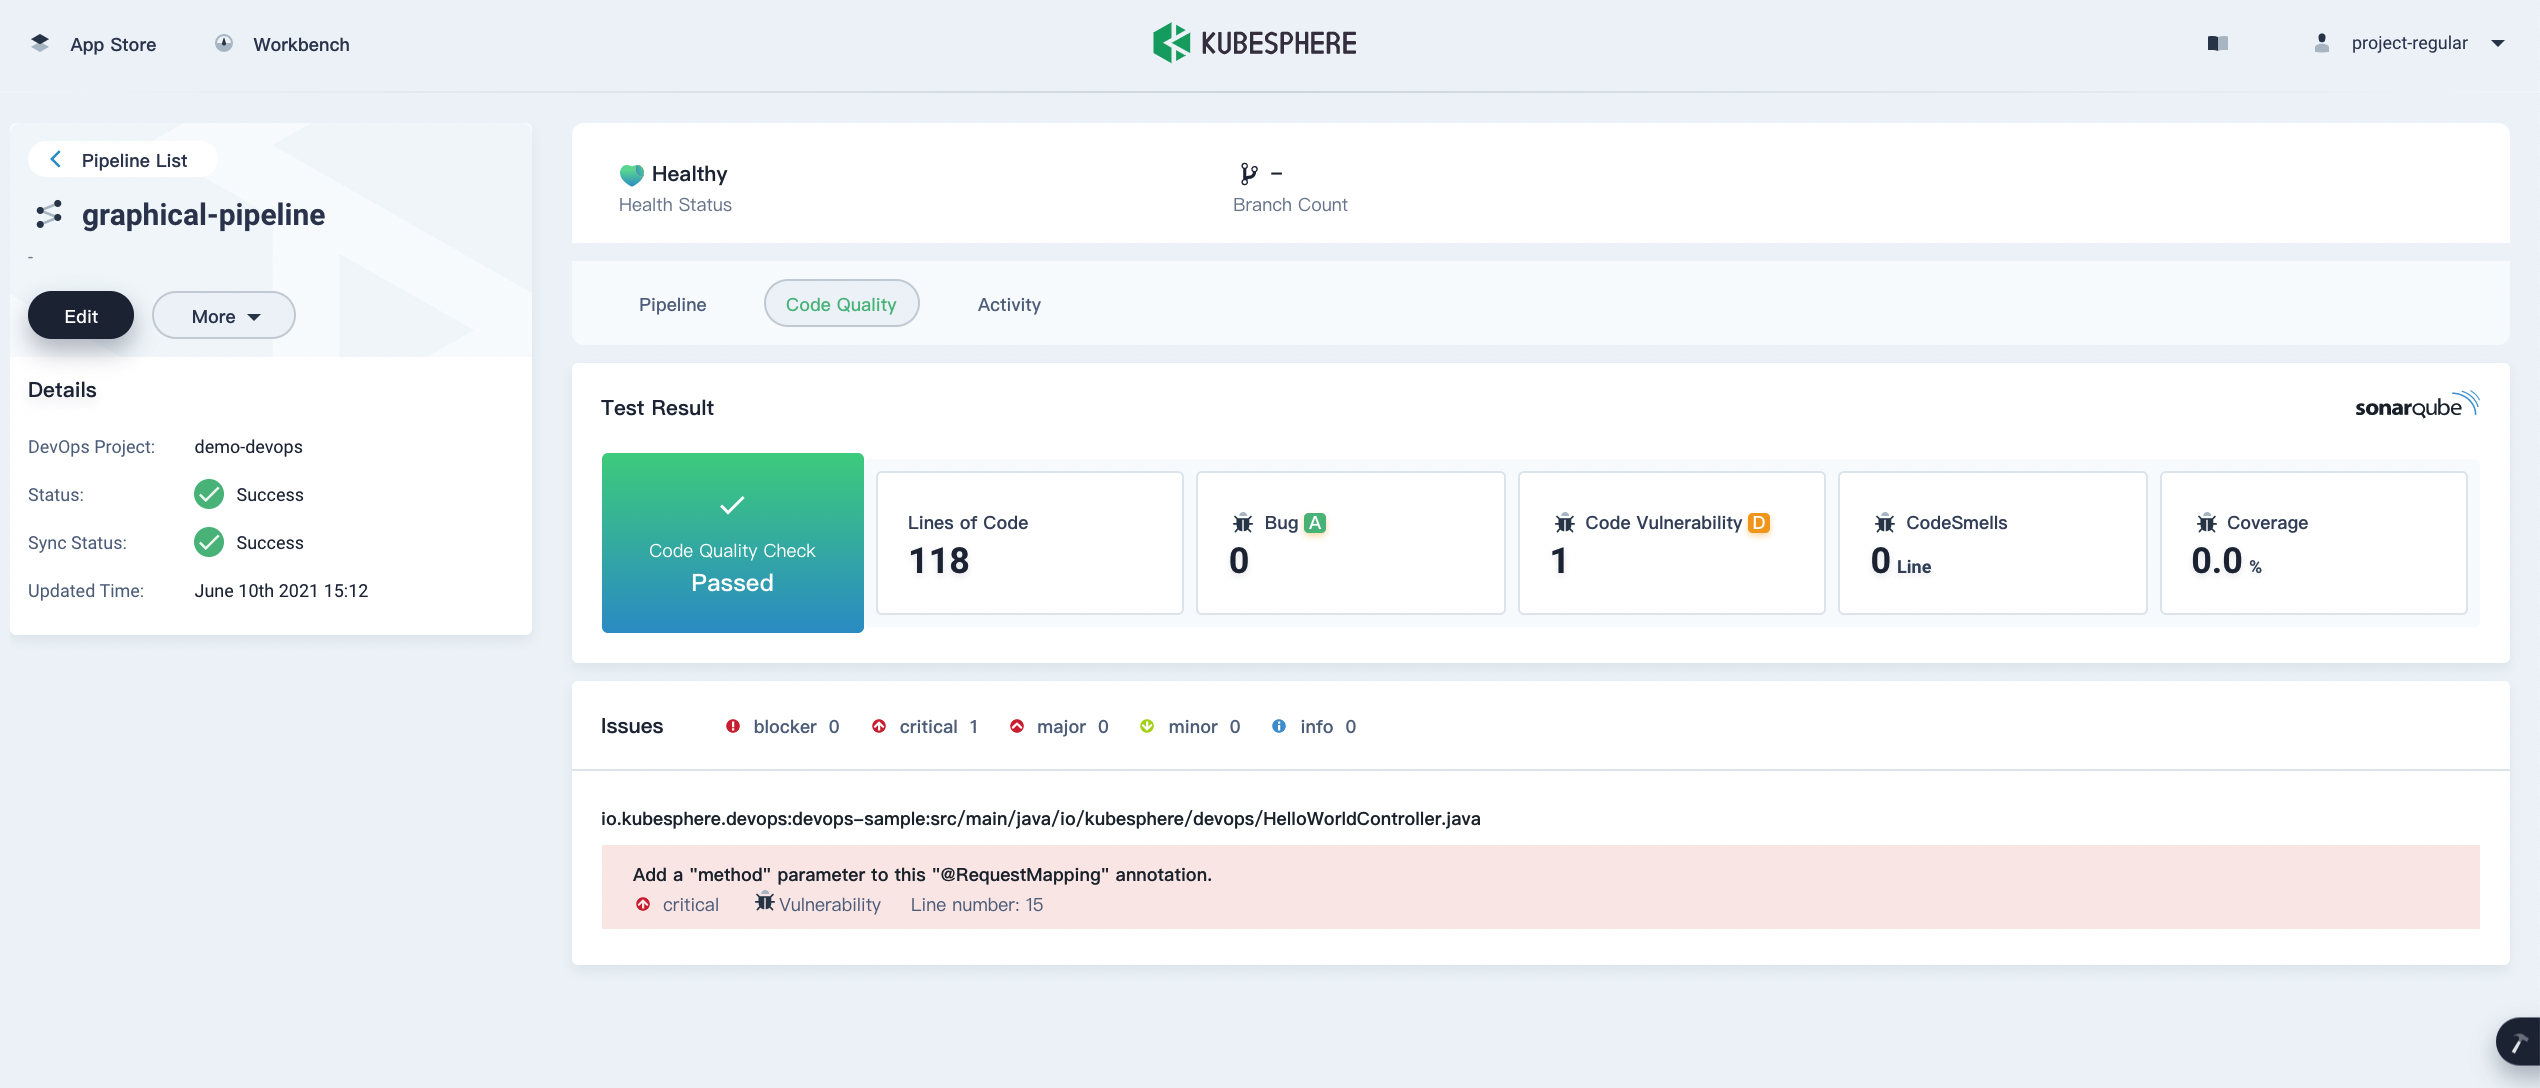 App Store
Workbench
KUBESPHERE
project-regular
Pipeline List
graphical-pipeline
-
Edit
More
Details
DevOps Project: demo-devops
Status: Success
Sync Status: Success
Updated Time: June 10th 2021 15:12
Healthy
Health Status
–
Branch Count
Pipeline
Code Quality
Activity
Test Result
sonarqube
Code Quality Check
Passed
Lines of Code
118
Bug A
0
Code Vulnerability D
1
CodeSmells
0 Line
Coverage
0.0 %
Issues
blocker 0
critical 1
major 0
minor 0
info 0
io.kubesphere.devops:devops-sample:src/main/java/io/kubesphere/devops/HelloWorldController.java
Add a "method" parameter to this "@RequestMapping" annotation.
critical Vulnerability Line number: 15